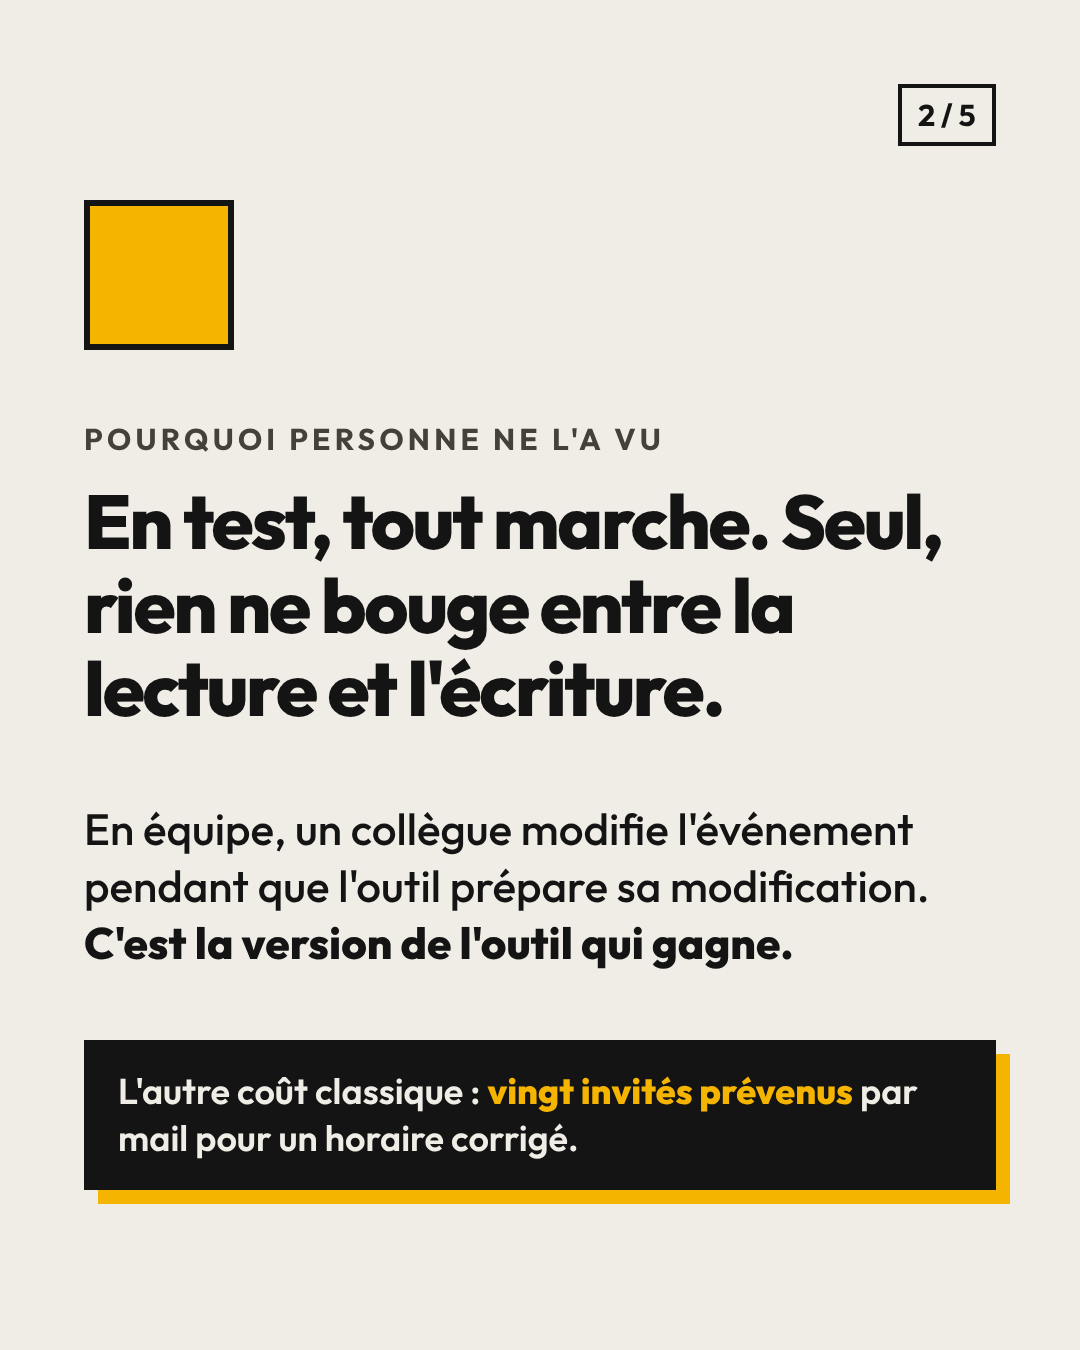 2 / 5
POURQUOI PERSONNE NE L'A VU
En test, tout marche. Seul,
rien ne bouge entre la
lecture et l'écriture.
En équipe, un collègue modifie l'événement
pendant que l'outil prépare sa modification.
C'est la version de l'outil qui gagne.
L'autre coût classique : vingt invités prévenus par
mail pour un horaire corrigé.